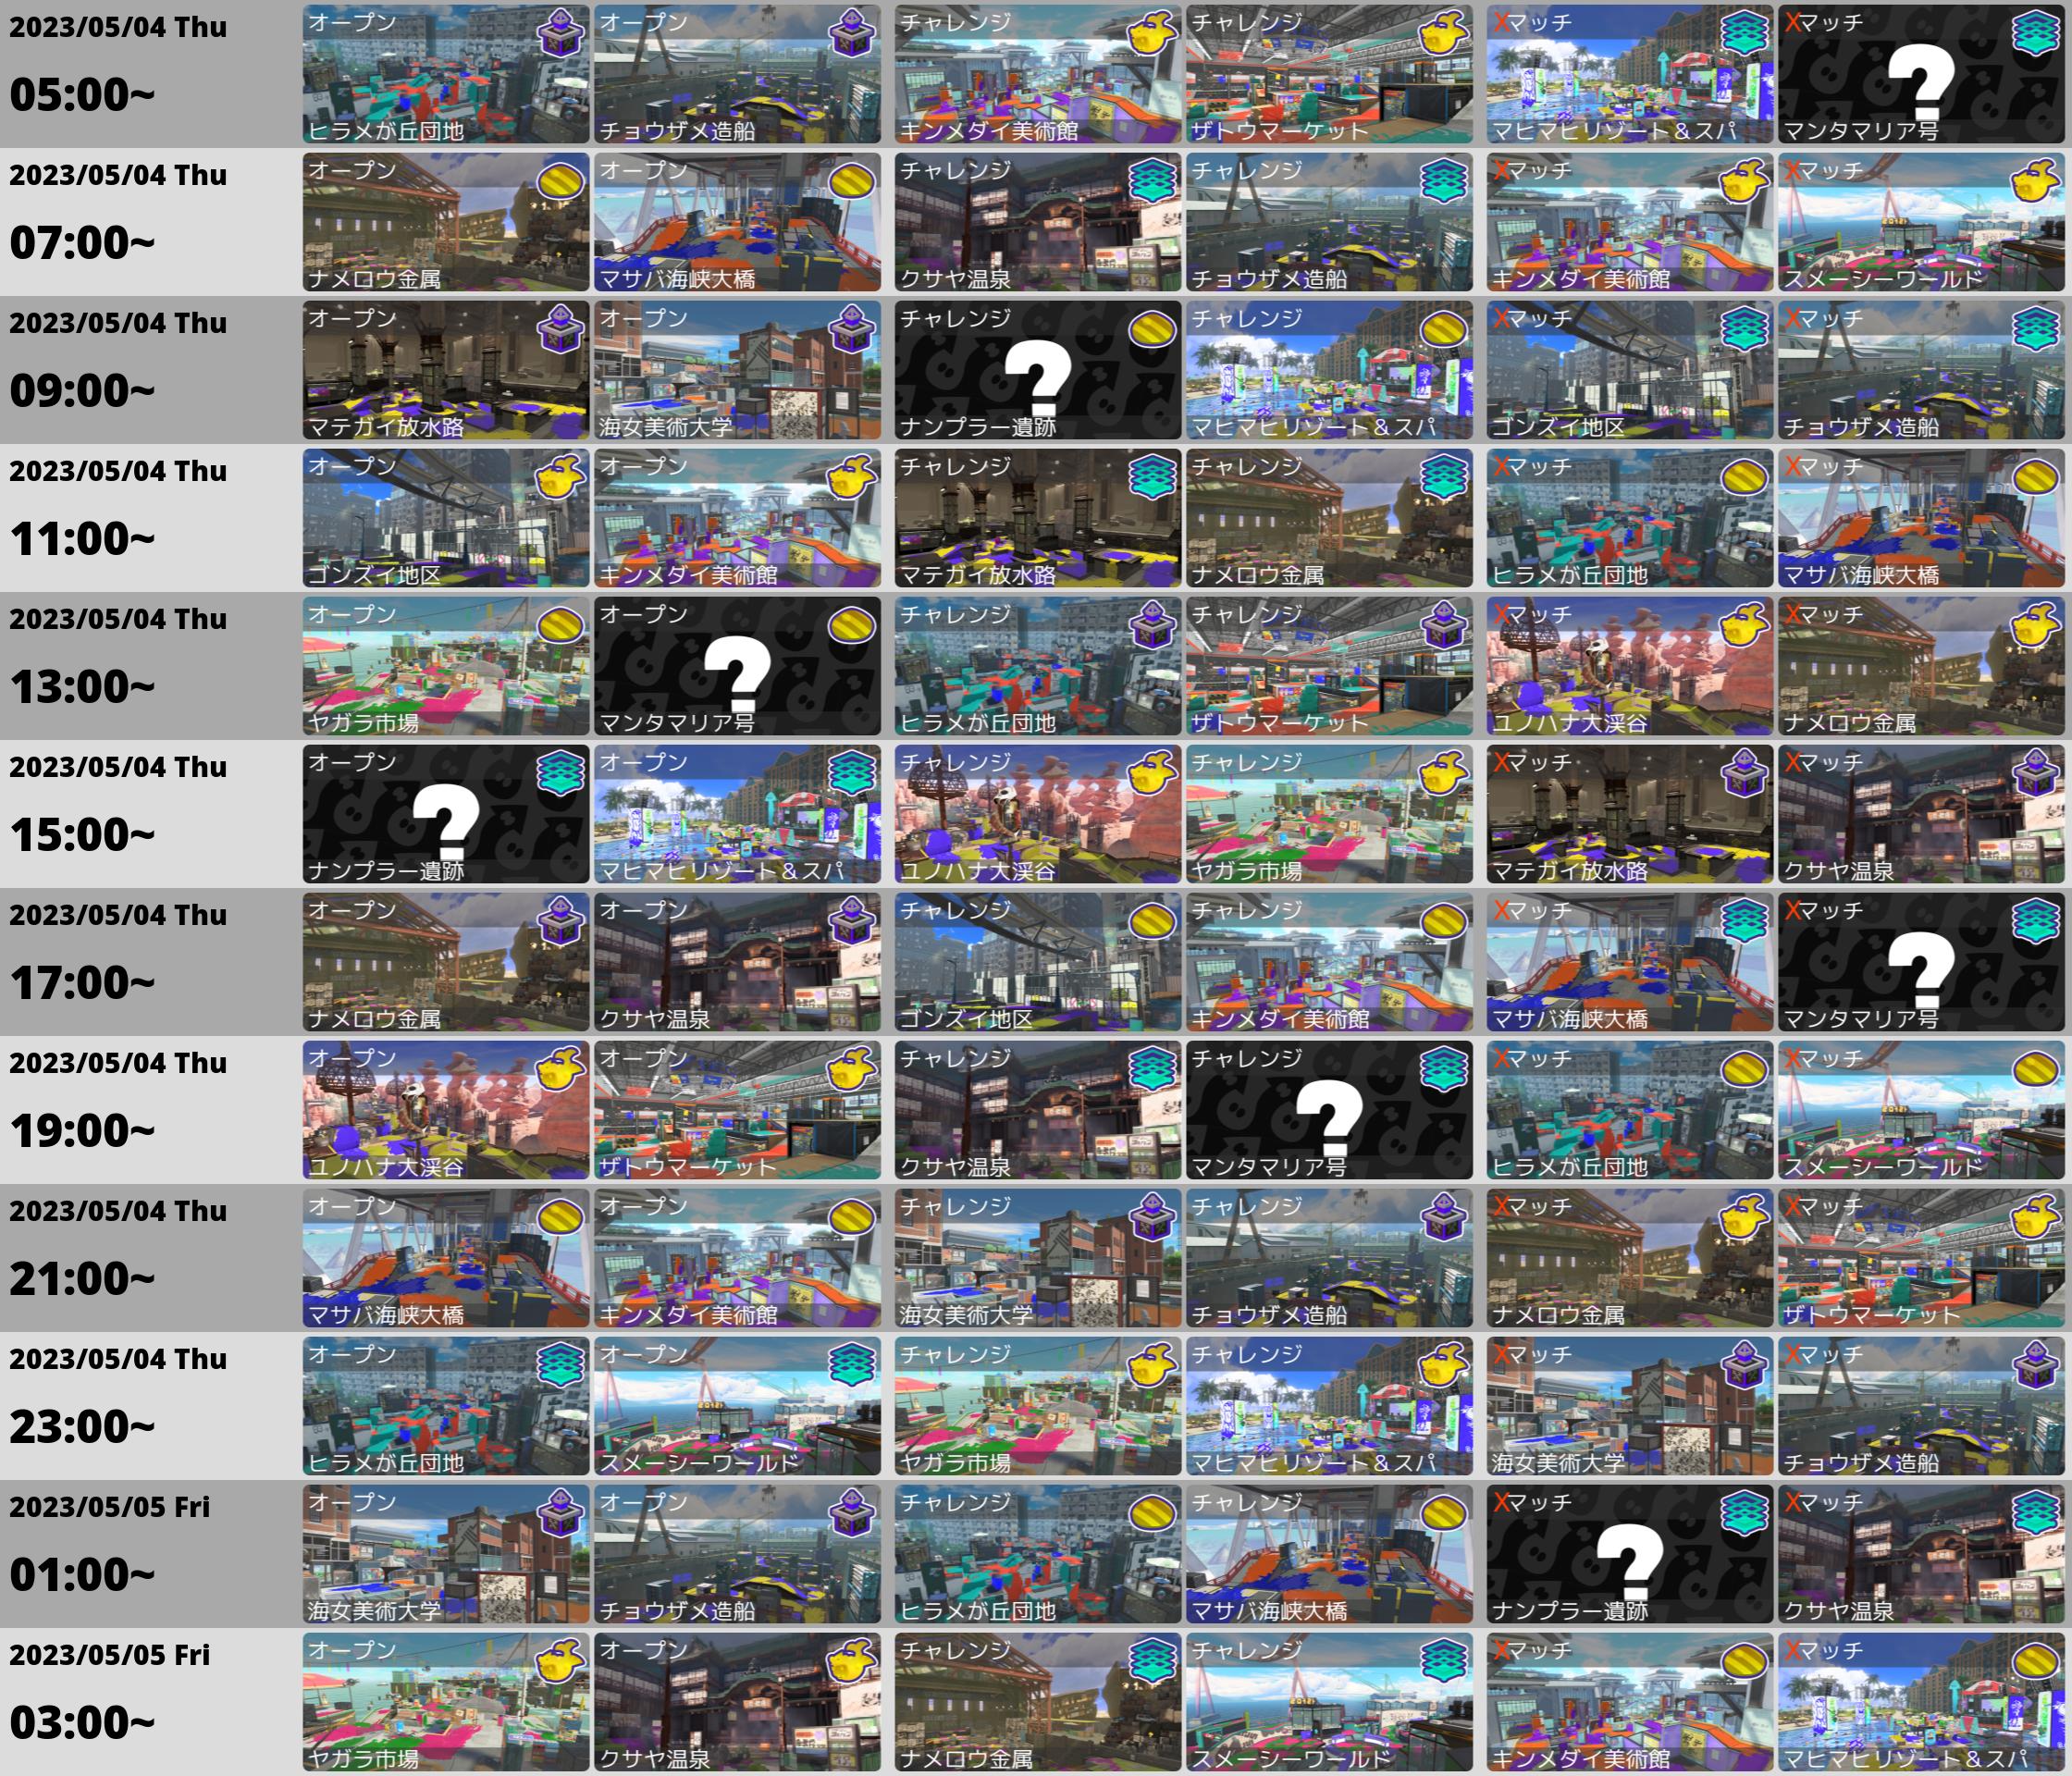 2023/05/04 Thu
05:00~
オープン オープン チャレンジ チャレンジ Xマッチ Xマッチ
ヒラメが丘団地 チョウザメ造船 キンメダイ美術館 ザトウマーケット マヒマヒリゾート＆スパ マンタマリア号
2023/05/04 Thu
07:00~
オープン オープン チャレンジ チャレンジ Xマッチ Xマッチ
ナメロウ金属 マサバ海峡大橋 クサヤ温泉 チョウザメ造船 キンメダイ美術館 スメーシーワールド
2023/05/04 Thu
09:00~
オープン オープン チャレンジ チャレンジ Xマッチ Xマッチ
マテガイ放水路 海女美術大学 ナンプラー遺跡 マヒマヒリゾート＆スパ ゴンズイ地区 チョウザメ造船
2023/05/04 Thu
11:00~
オープン オープン チャレンジ チャレンジ Xマッチ Xマッチ
ゴンズイ地区 キンメダイ美術館 マテガイ放水路 ナメロウ金属 ヒラメが丘団地 マサバ海峡大橋
2023/05/04 Thu
13:00~
オープン オープン チャレンジ チャレンジ Xマッチ Xマッチ
ヤガラ市場 マンタマリア号 ヒラメが丘団地 ザトウマーケット ユノハナ大渓谷 ナメロウ金属
2023/05/04 Thu
15:00~
オープン オープン チャレンジ チャレンジ Xマッチ Xマッチ
ナンプラー遺跡 マヒマヒリゾート＆スパ ユノハナ大渓谷 ヤガラ市場 マテガイ放水路 クサヤ温泉
2023/05/04 Thu
17:00~
オープン オープン チャレンジ チャレンジ Xマッチ Xマッチ
ナメロウ金属 クサヤ温泉 ゴンズイ地区 キンメダイ美術館 マサバ海峡大橋 マンタマリア号
2023/05/04 Thu
19:00~
オープン オープン チャレンジ チャレンジ Xマッチ Xマッチ
ユノハナ大渓谷 ザトウマーケット クサヤ温泉 マンタマリア号 ヒラメが丘団地 スメーシーワールド
2023/05/04 Thu
21:00~
オープン オープン チャレンジ チャレンジ Xマッチ Xマッチ
マサバ海峡大橋 キンメダイ美術館 海女美術大学 チョウザメ造船 ナメロウ金属 ザトウマーケット
2023/05/04 Thu
23:00~
オープン オープン チャレンジ チャレンジ Xマッチ Xマッチ
ヒラメが丘団地 スメーシーワールド ヤガラ市場 マヒマヒリゾート＆スパ 海女美術大学 チョウザメ造船
2023/05/05 Fri
01:00~
オープン オープン チャレンジ チャレンジ Xマッチ Xマッチ
海女美術大学 チョウザメ造船 ヒラメが丘団地 マサバ海峡大橋 ナンプラー遺跡 クサヤ温泉
2023/05/05 Fri
03:00~
オープン オープン チャレンジ チャレンジ Xマッチ Xマッチ
ヤガラ市場 クサヤ温泉 ナメロウ金属 スメーシーワールド キンメダイ美術館 マヒマヒリゾート＆スパ